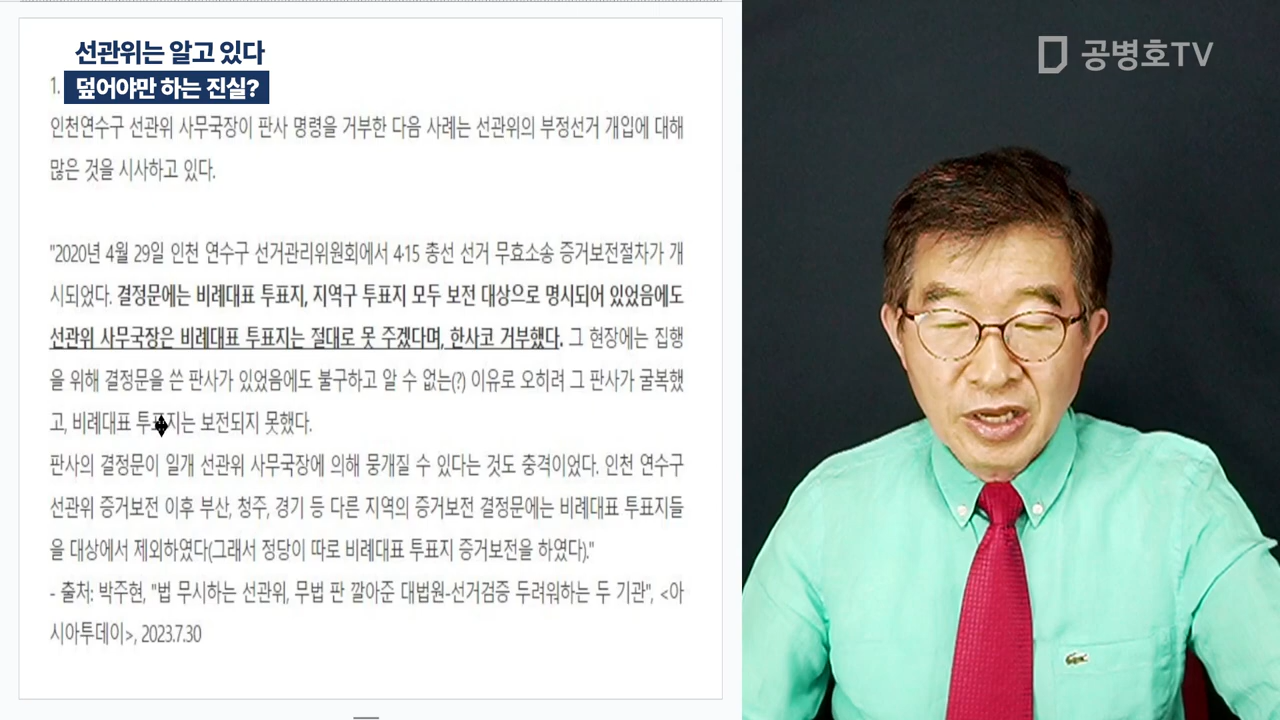 선관위는 알고 있다
덮어야만 하는 진실?
1.
인천연수구 선관위 사무국장이 판사 명령을 거부한 다음 사례는 선관위의 부정선거 개입에 대해
많은 것을 시사하고 있다.
"2020년 4월 29일 인천 연수구 선거관리위원회에서 4·15 총선 선거 무효소송 증거보전절차가 개
시되었다. 결정문에는 비례대표 투표지, 지역구 투표지 모두 보전 대상으로 명시되어 있었음에도
선관위 사무국장은 비례대표 투표지는 절대로 못 주겠다며, 한사코 거부했다. 그 현장에는 집행
을 위해 결정문을 쓴 판사가 있었음에도 불구하고 알 수 없는(?) 이유로 오히려 그 판사가 굴복했
고, 비례대표 투표지는 보전되지 못했다.
판사의 결정문이 일개 선관위 사무국장에 의해 뭉개질 수 있다는 것도 충격이었다. 인천 연수구
선관위 증거보전 이후 부산, 청주, 경기 등 다른 지역의 증거보전 결정문에는 비례대표 투표지들
을 대상에서 제외하였다(그래서 정당이 따로 비례대표 투표지 증거보전을 하였다)."
- 출처: 박주현, "법 무시하는 선관위, 무법 판 깔아준 대법원-선거검증 두려워하는 두 기관", <아
시아투데이>, 2023.7.30
공병호TV